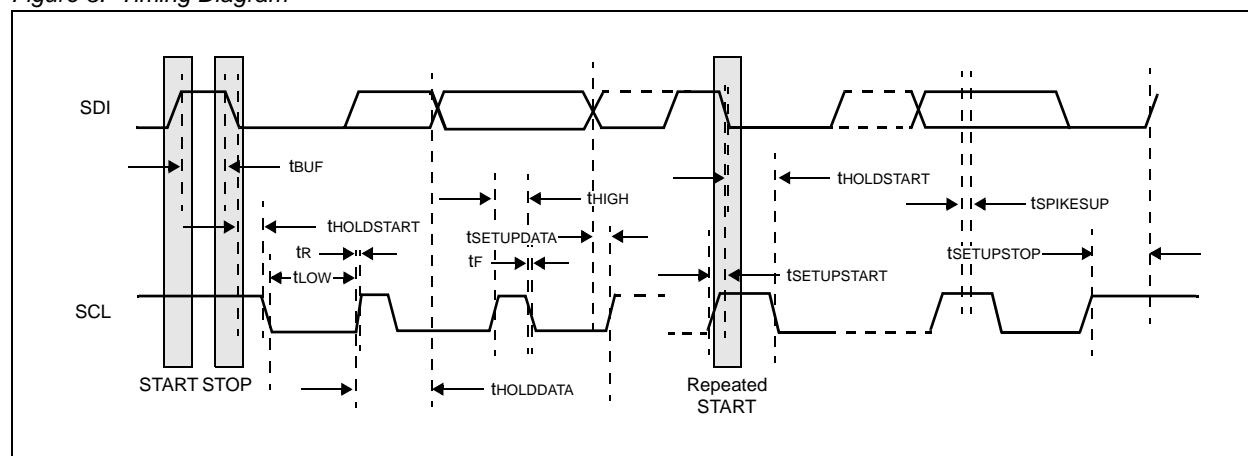 Figure 8. Timing Diagram
SDI
tBUF
tHOLDSTART
tHIGH
tHOLDSTART
tSPIKESUP
tR
tSETUPDATA
tF
tSETUPSTOP
tLOW
tSETUPSTART
SCL
START STOP
tHOLDDATA
Repeated
START